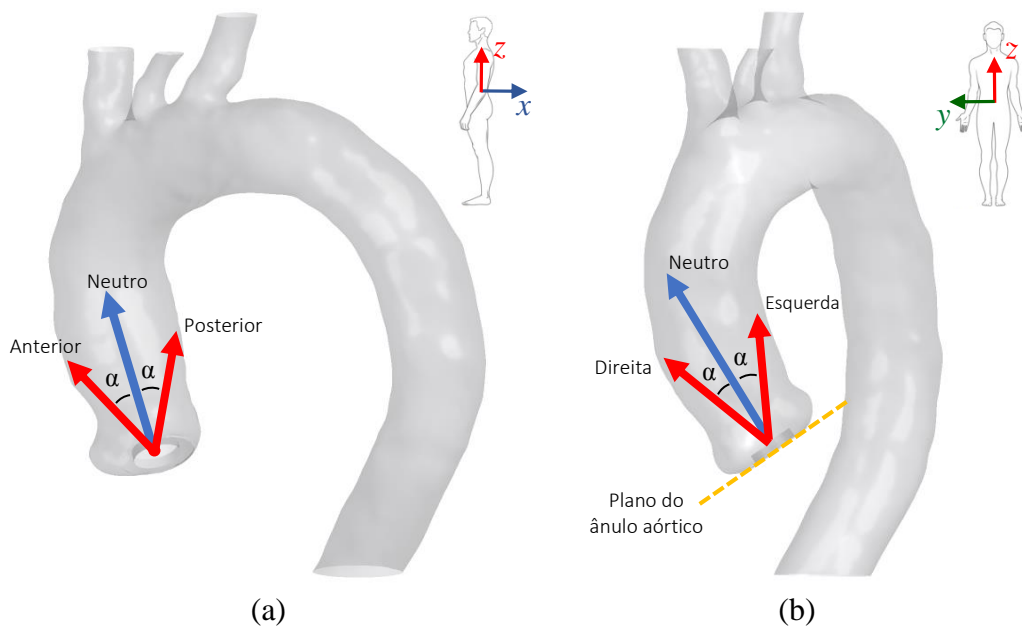 z
x
Neutro
Posterior
Anterior
α
α
(a)
z
y
Neutro
Esquerda
Direita
α
α
Plano do
ânulo aórtico
(b)